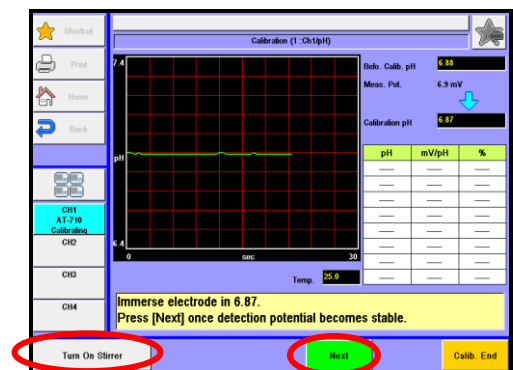 Shortcut
Print
Home
Back
CH1
AT-710
Calibrating
CH2
CH3
CH4
Calibration (1 :Ch1/pH)
7.4
pH
6.4
0 sec 30
Temp. 25.0
Befo. Calib. pH 6.88
Meas. Pot. 6.9 mV
Calibration pH 6.87
pH mV/pH %
Immerse electrode in 6.87.
Press [Next] once detection potential becomes stable.
Turn On Stirrer
Next
Calib. End